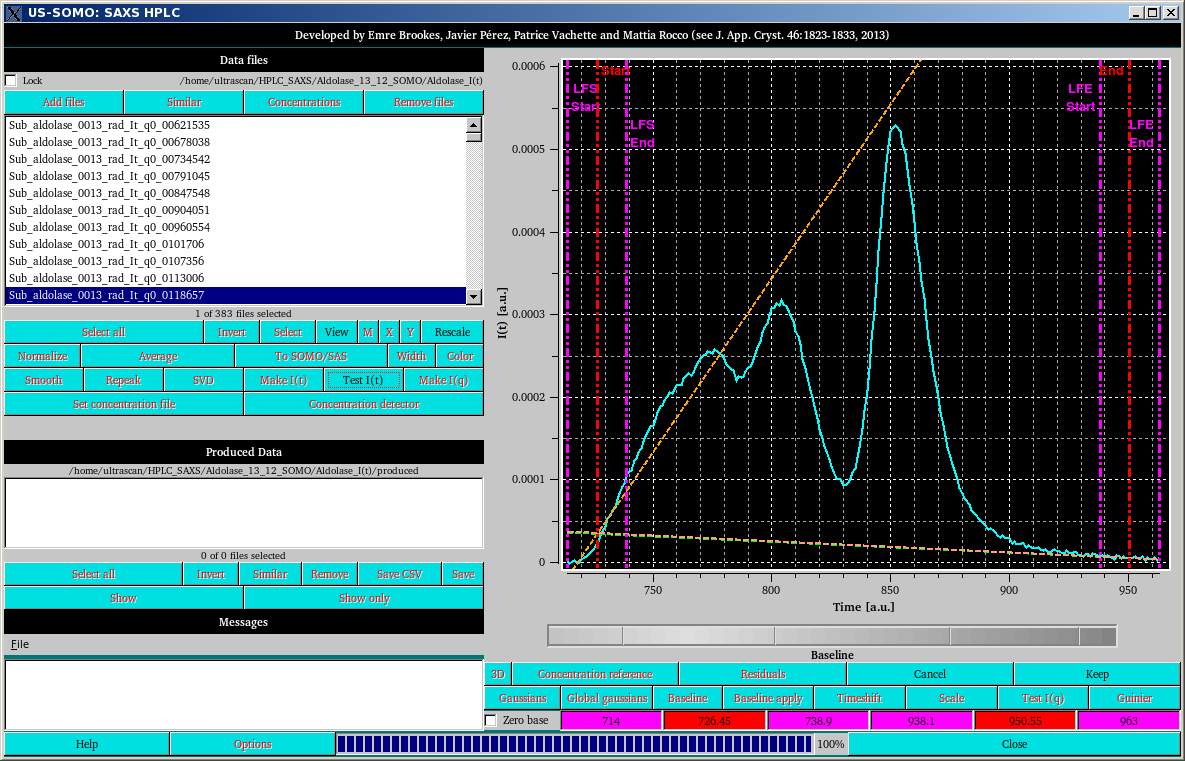 US-SOMO: SAXS HPLC
Developed by Emre Brookes, Javier Pérez, Patrice Vachette and Mattia Rocco (see J. App. Cryst. 46:1823-1833, 2013)
Data files
Lock /home/ultrascan/HPLC_SAXS/Aldolase_13_12_SOMO/Aldolase_I(t)
Add files Similar Concentrations Remove files
Sub_aldolase_0013_rad_It_q0_00621535
Sub_aldolase_0013_rad_It_q0_00678038
Sub_aldolase_0013_rad_It_q0_00734542
Sub_aldolase_0013_rad_It_q0_00791045
Sub_aldolase_0013_rad_It_q0_00847548
Sub_aldolase_0013_rad_It_q0_00904051
Sub_aldolase_0013_rad_It_q0_00960554
Sub_aldolase_0013_rad_It_q0_0101706
Sub_aldolase_0013_rad_It_q0_0107356
Sub_aldolase_0013_rad_It_q0_0113006
Sub_aldolase_0013_rad_It_q0_0118657
1 of 383 files selected
Select all Invert Select View M X Y Rescale
Normalize Average To SOMO/SAS Width Color
Smooth Repeak SVD Make I(t) Test I(t) Make I(q)
Set concentration file Concentration detector
Produced Data
/home/ultrascan/HPLC_SAXS/Aldolase_13_12_SOMO/Aldolase_I(t)/produced
0 of 0 files selected
Select all Invert Similar Remove Save CSV Save
Show Show only
Messages
File
Help Options 100% Close
0.0006
0.0005
0.0004
0.0003
0.0002
0.0001
0
I(t) [a.u.]
Start End
LFS LFE
Start Start
LFS LFE
End End
750 800 850 900 950
Time [a.u.]
Baseline
3D Concentration reference Residuals Cancel Keep
Gaussians Global gaussians Baseline Baseline apply Timeshift Scale Test I(q) Guinier
Zero base 714 726.45 738.9 938.1 950.55 963